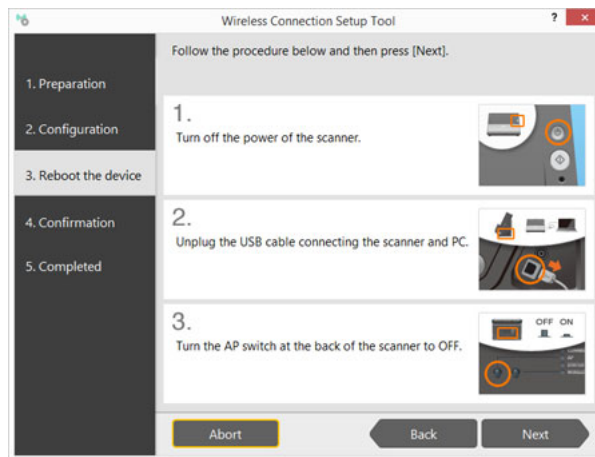 Wireless Connection Setup Tool
?
×
Follow the procedure below and then press [Next].
1. Preparation
2. Configuration
3. Reboot the device
4. Confirmation
5. Completed
1.
Turn off the power of the scanner.
2.
Unplug the USB cable connecting the scanner and PC.
3.
Turn the AP switch at the back of the scanner to OFF.
OFF ON
AP
Abort
Back
Next